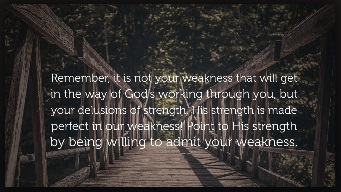 Remember, it is not your weakness that will get
in the way of God's working through you, but
your delusions of strength. His strength is made
perfect in our weakness! Point to His strength
by being willing to admit your weakness.